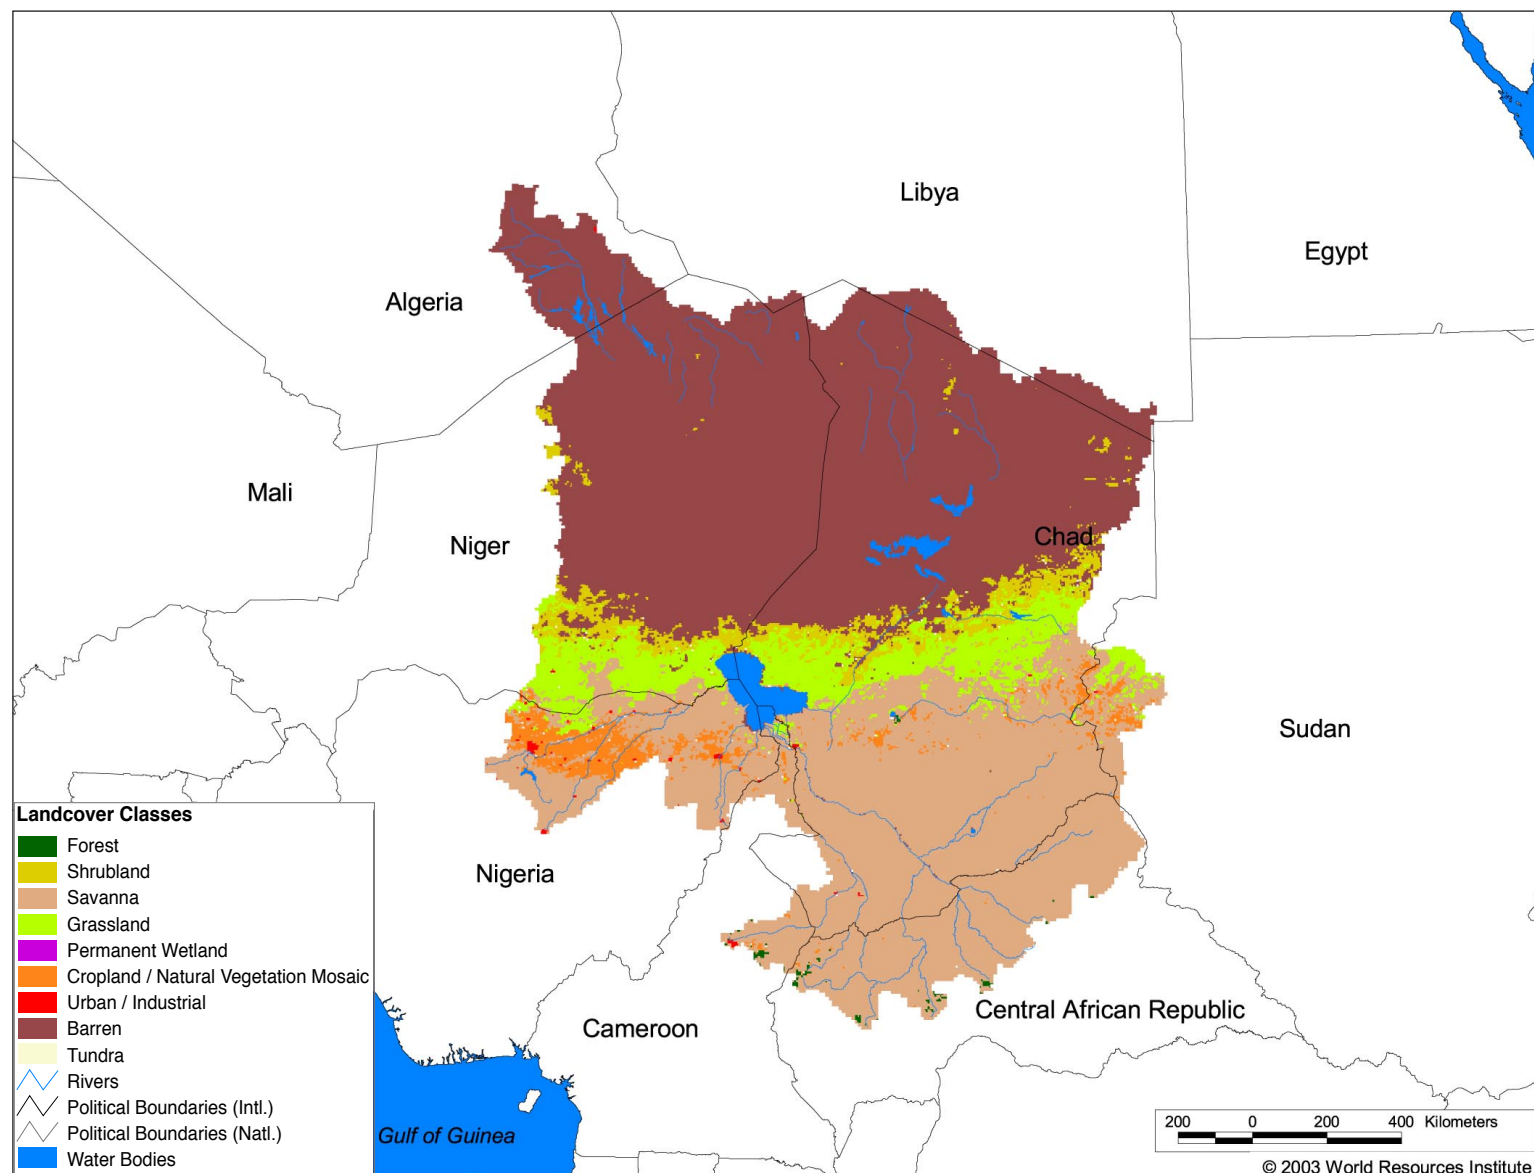 Libya
Egypt
Algeria
Mali
Niger
Chad
Sudan
Nigeria
Central African Republic
Cameroon
Gulf of Guinea
Landcover Classes
Forest
Shrubland
Savanna
Grassland
Permanent Wetland
Cropland / Natural Vegetation Mosaic
Urban / Industrial
Barren
Tundra
Rivers
Political Boundaries (Intl.)
Political Boundaries (Natl.)
Water Bodies
200 0 200 400 Kilometers
© 2003 World Resources Institute